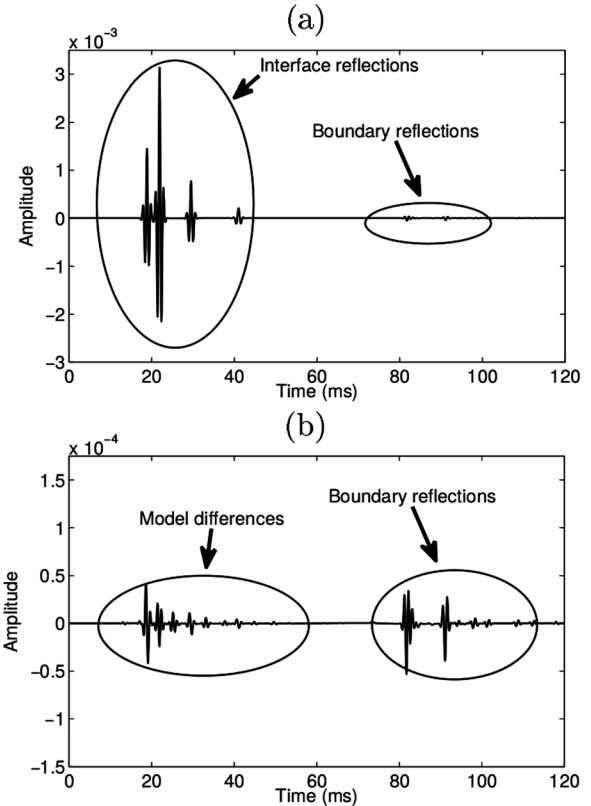 (a)
x 10⁻³
Interface reflections
Boundary reflections
Amplitude
3
2
1
0
−1
−2
−3
0 20 40 60 80 100 120
Time (ms)
(b)
x 10⁻⁴
Boundary reflections
Model differences
Amplitude
1.5
1
0.5
0
−0.5
−1
−1.5
0 20 40 60 80 100 120
Time (ms)